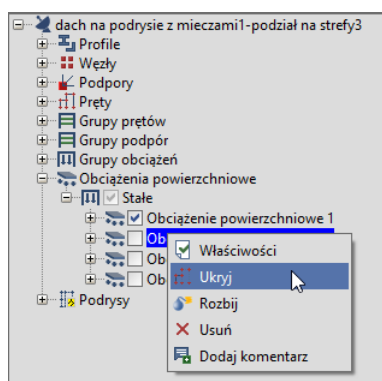 dach na podrysie z mieczami1-podział na strefy3
Profile
Węzły
Podpory
Pręty
Grupy prętów
Grupy podpór
Grupy obciążeń
Obciążenia powierzchniowe
Stałe
Obciążenie powierzchniowe 1
Ob
Właściwości
Ob
Ukryj
Ob
Rozbij
Podrysy
Usuń
Dodaj komentarz